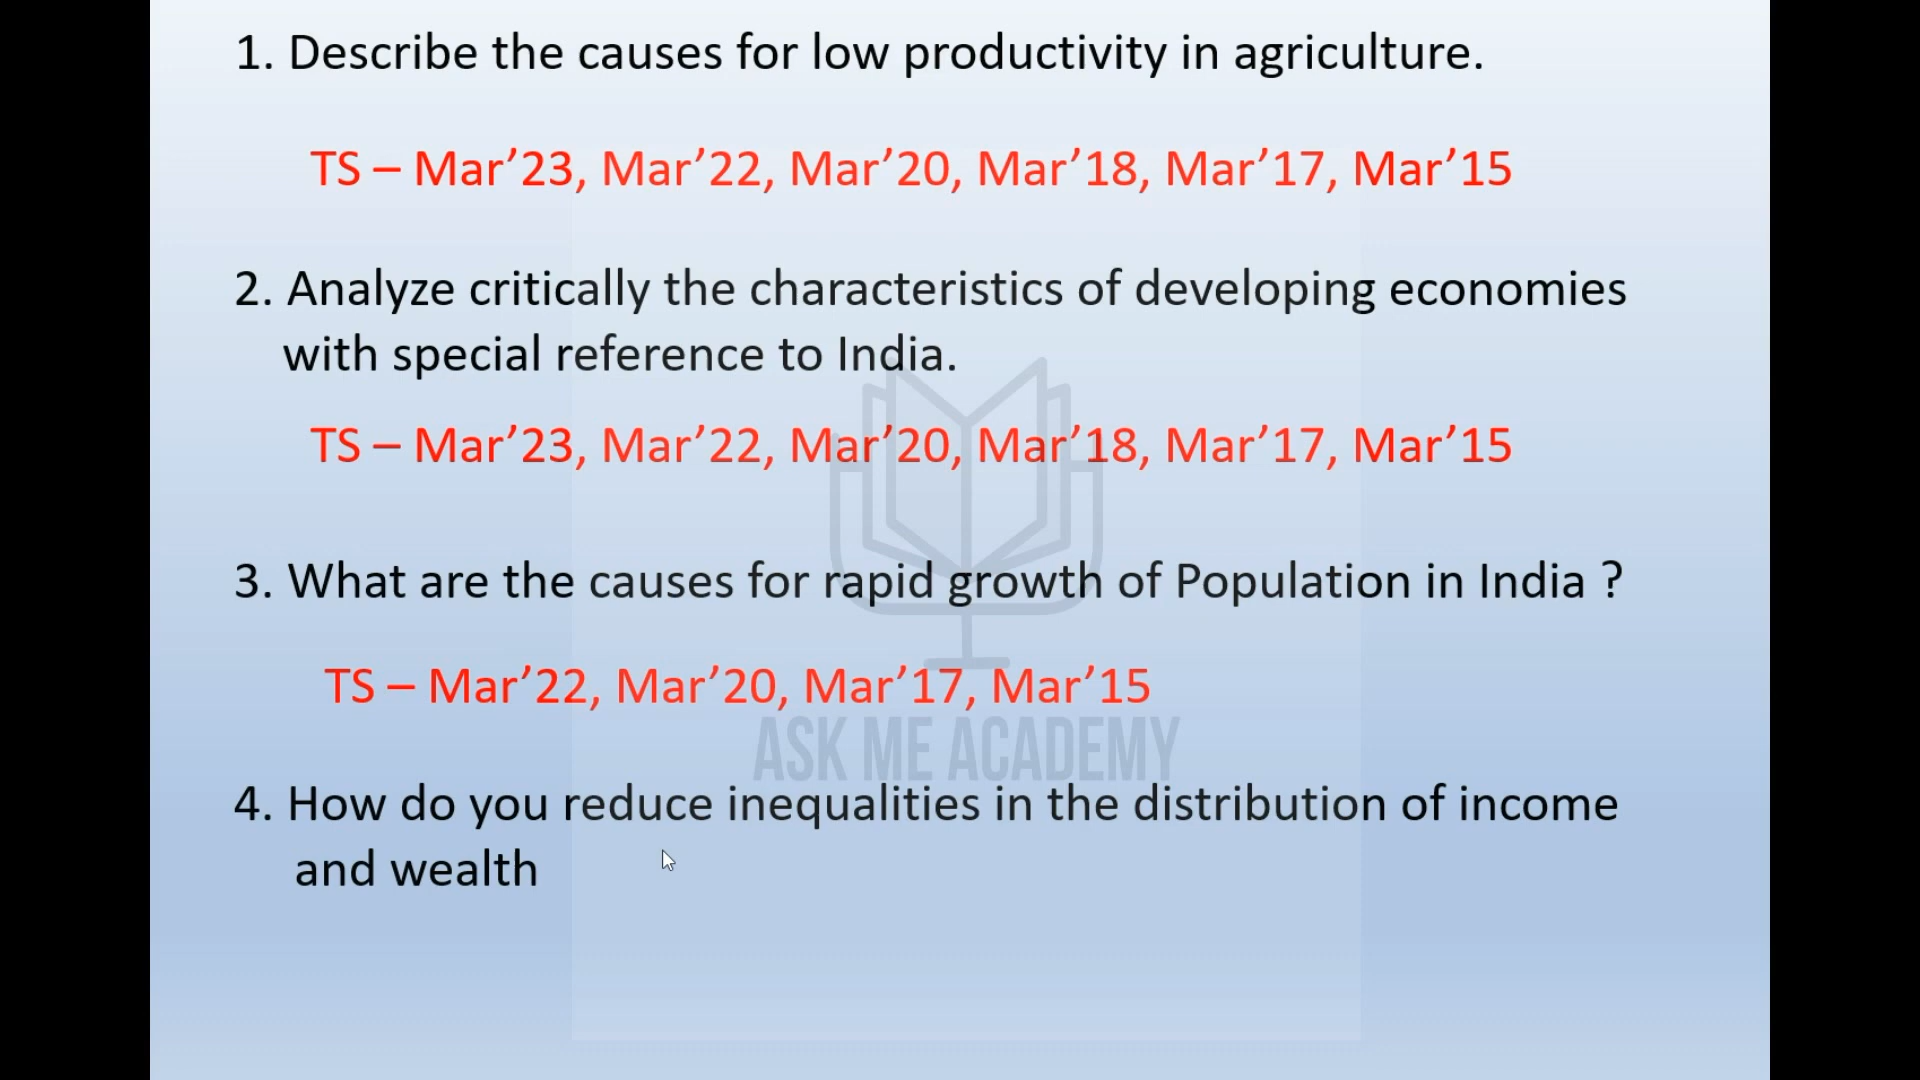 1. Describe the causes for low productivity in agriculture.
TS – Mar’23, Mar’22, Mar’20, Mar’18, Mar’17, Mar’15
2. Analyze critically the characteristics of developing economies
with special reference to India.
TS – Mar’23, Mar’22, Mar’20, Mar’18, Mar’17, Mar’15
3. What are the causes for rapid growth of Population in India ?
TS – Mar’22, Mar’20, Mar’17, Mar’15
ASK ME ACADEMY
4. How do you reduce inequalities in the distribution of income
and wealth